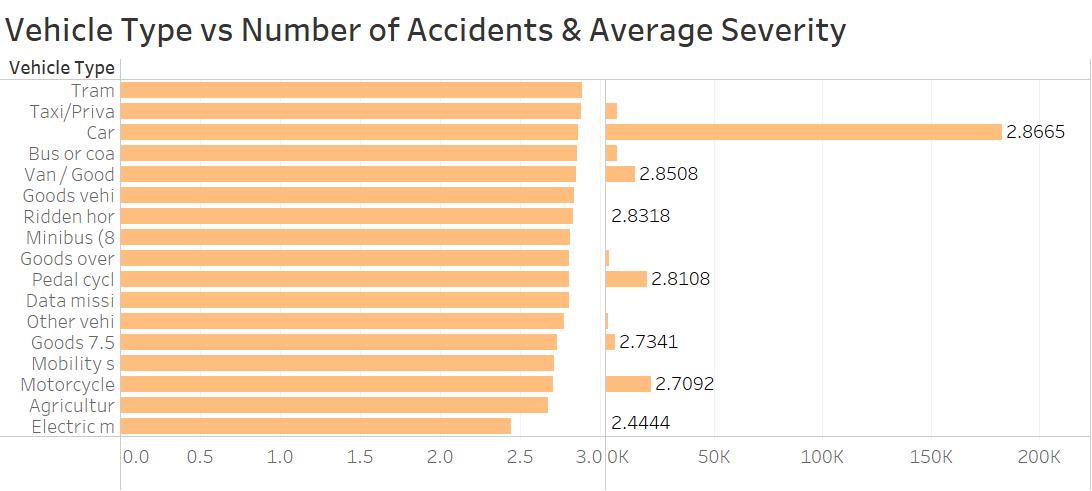 Vehicle Type vs Number of Accidents & Average Severity
Vehicle Type
Tram
Taxi/Priva
Car 2.8665
Bus or coa
Van / Good 2.8508
Goods vehi
Ridden hor 2.8318
Minibus (8
Goods over
Pedal cycl 2.8108
Data missi
Other vehi
Goods 7.5 2.7341
Mobility s
Motorcycle 2.7092
Agricultur
Electric m 2.4444
0.0 0.5 1.0 1.5 2.0 2.5 3.0 0K 50K 100K 150K 200K